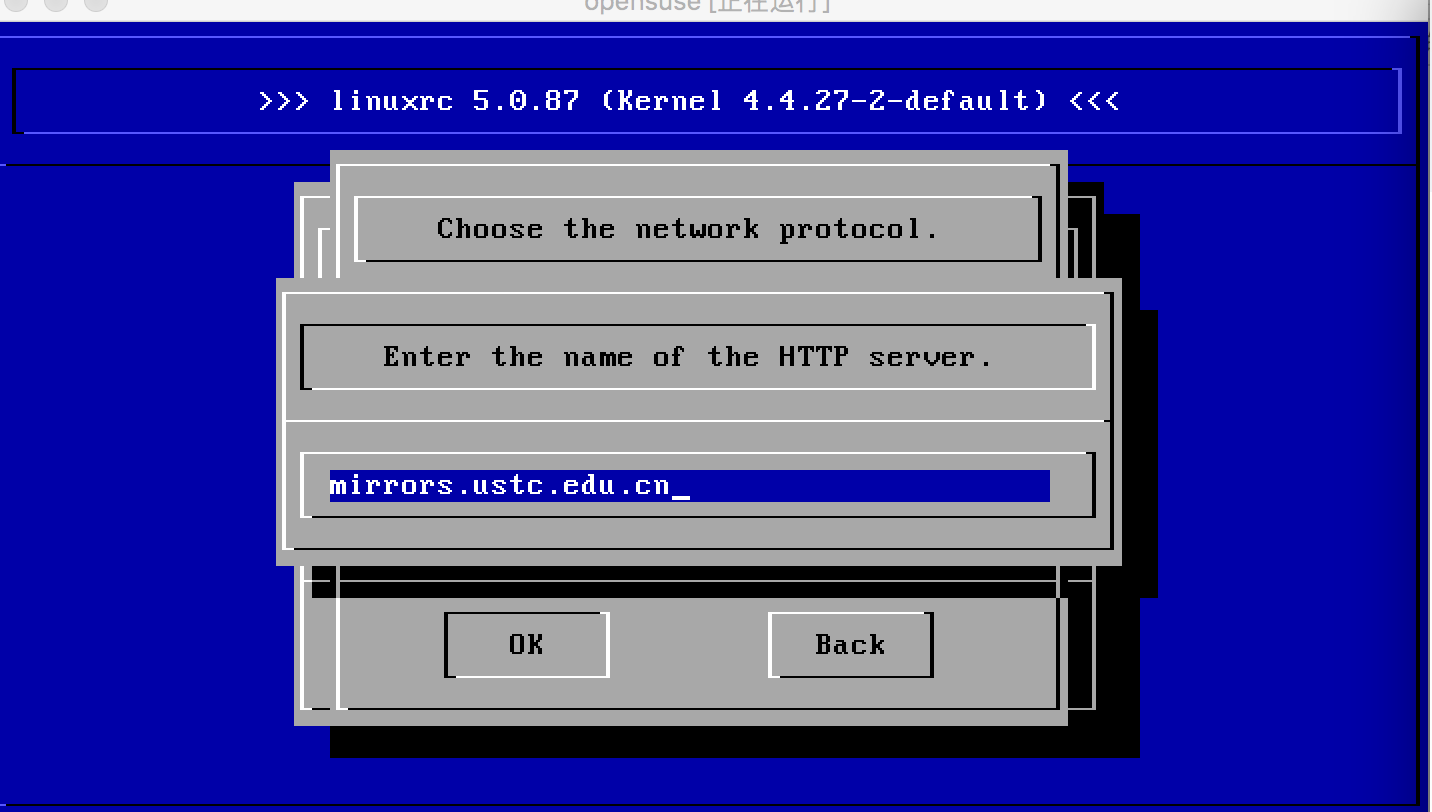 opensuse [正在运行]
>>> linuxrc 5.0.87 (Kernel 4.4.27-2-default) <<<
Choose the network protocol.
Enter the name of the HTTP server.
mirrors.ustc.edu.cn_
OK
Back